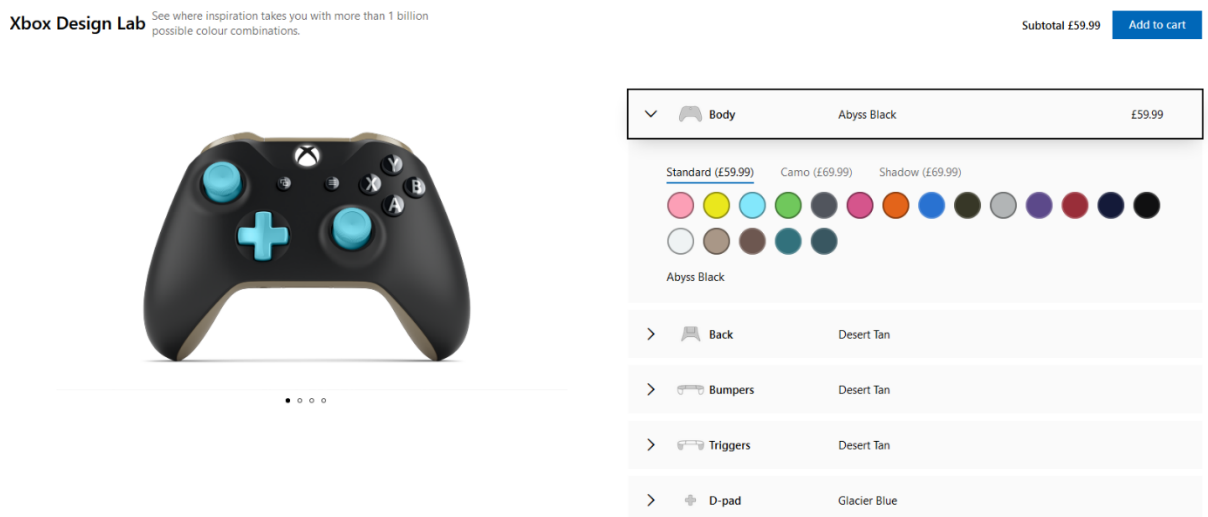 Xbox Design Lab
See where inspiration takes you with more than 1 billion
possible colour combinations.
Subtotal £59.99
Add to cart
Body Abyss Black £59.99
Standard (£59.99) Camo (£69.99) Shadow (£69.99)
Abyss Black
Y
X B
A
Back Desert Tan
Bumpers Desert Tan
Triggers Desert Tan
D-pad Glacier Blue